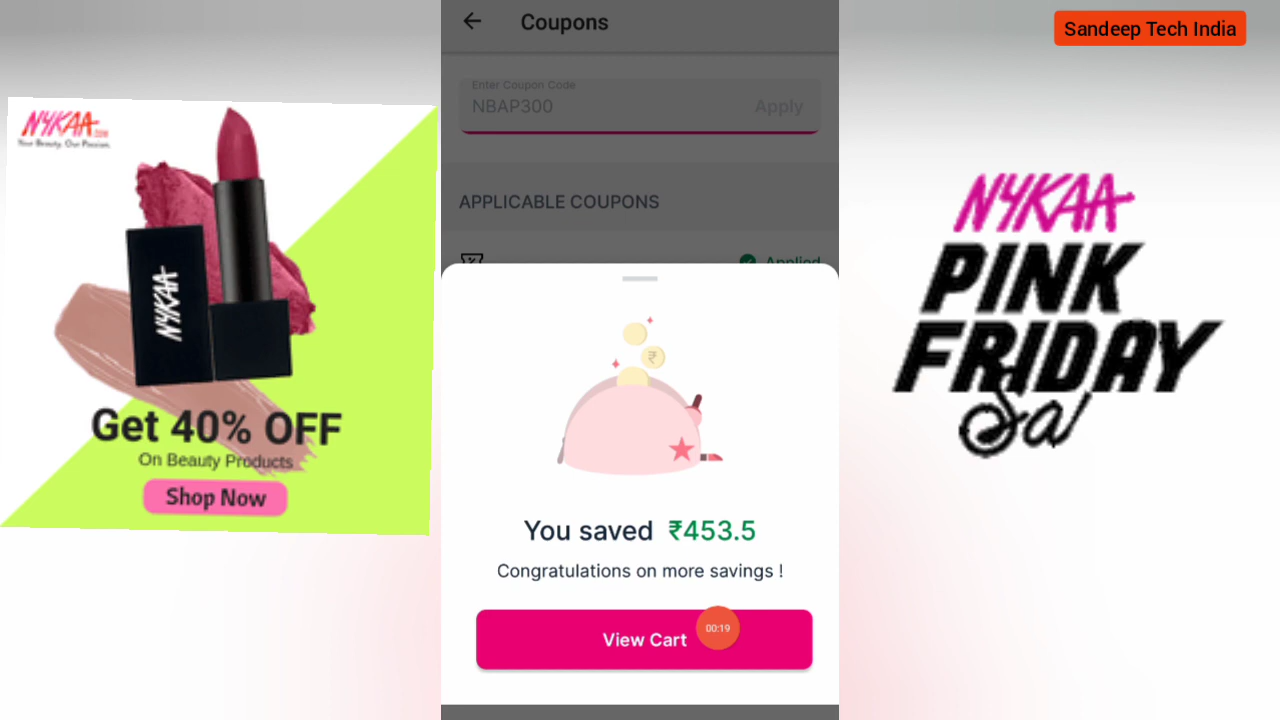 Sandeep Tech India
NYKAA.COM
Your Beauty. Our Passion.
NYKAA
Get 40% OFF
On Beauty Products
Shop Now
Coupons
Enter Coupon Code
NBAP300
Apply
APPLICABLE COUPONS
Applied
₹
You saved ₹453.5
Congratulations on more savings !
View Cart
00:19
NYKAA
PINK
FRIDAY
Sal